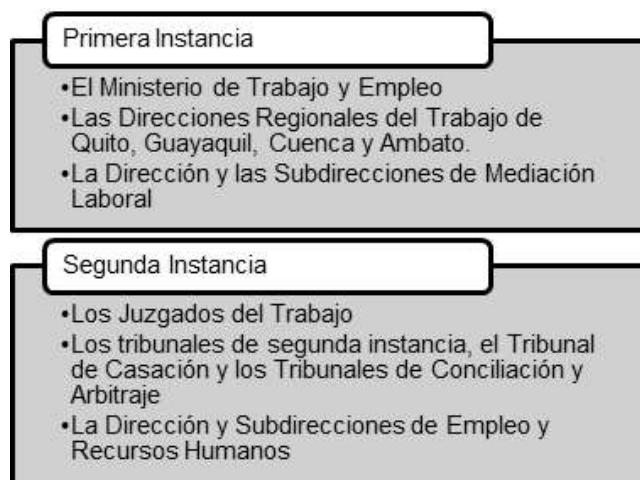 Primera Instancia
•El Ministerio de Trabajo y Empleo
•Las Direcciones Regionales del Trabajo de
Quito, Guayaquil, Cuenca y Ambato.
•La Dirección y las Subdirecciones de Mediación
Laboral
Segunda Instancia
•Los Juzgados del Trabajo
•Los tribunales de segunda instancia, el Tribunal
de Casación y los Tribunales de Conciliación y
Arbitraje
•La Dirección y Subdirecciones de Empleo y
Recursos Humanos